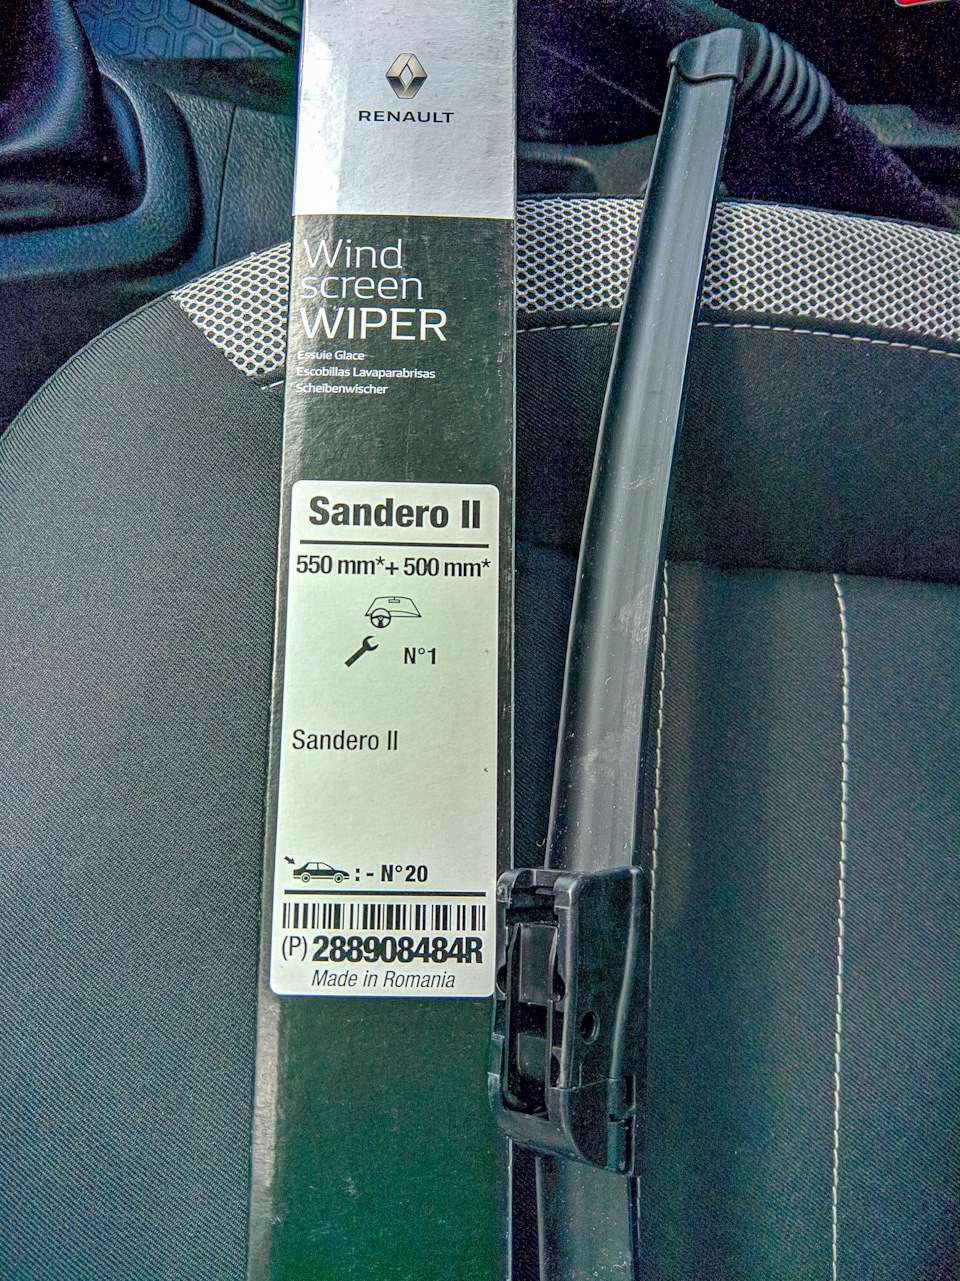 RENAULT
Wind
screen
WIPER
Essuie Glace
Escobillas Lavaparabrisas
Scheibenwischer
Sandero II
550 mm*+ 500 mm*
N°1
Sandero II
: - N°20
(P) 288908484R
Made in Romania